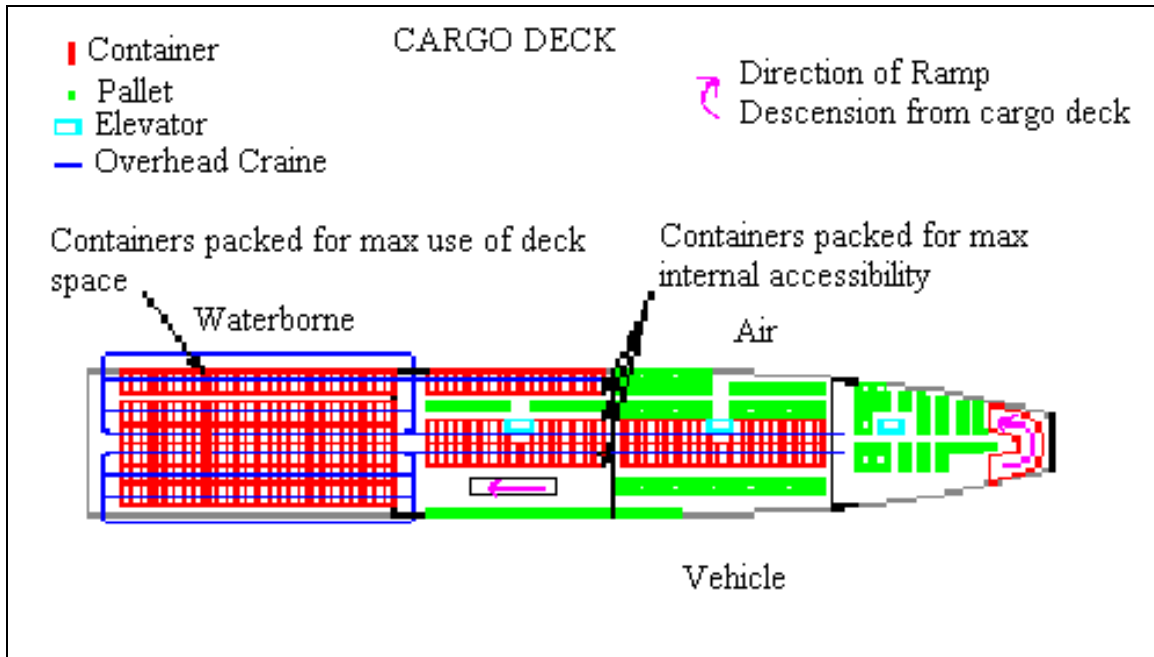 CARGO DECK
Container
Pallet
Elevator
Overhead Craine
Direction of Ramp
Descension from cargo deck
Containers packed for max use of deck
space
Containers packed for max
internal accessibility
Waterborne
Air
Vehicle